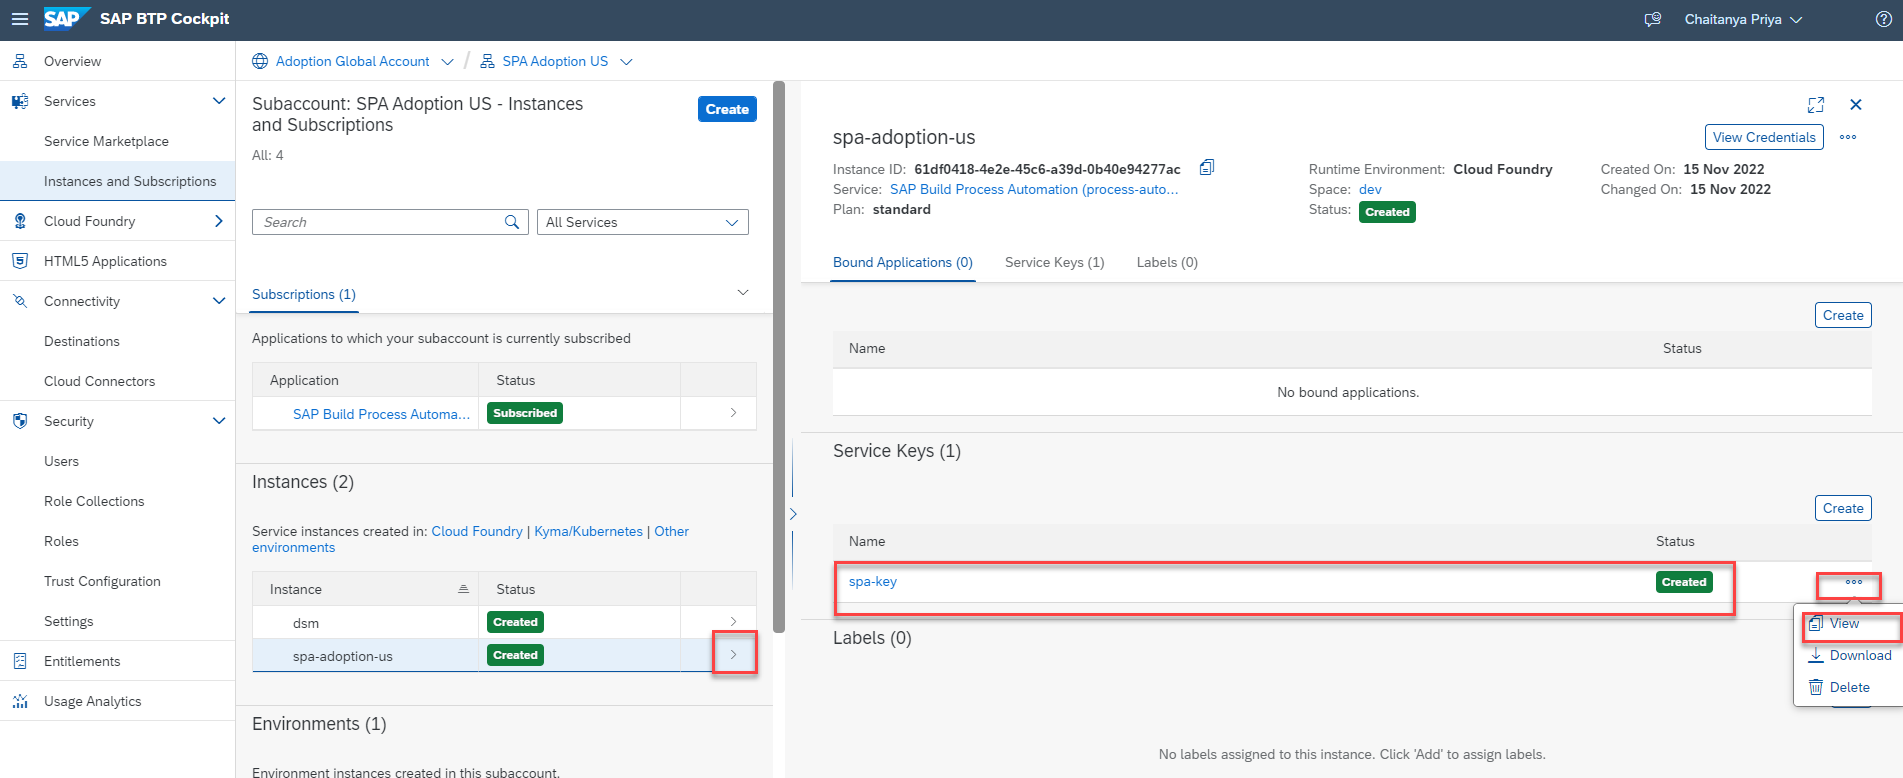 SAP SAP BTP Cockpit
Chaitanya Priya
Overview
Services
Service Marketplace
Instances and Subscriptions
Cloud Foundry
HTML5 Applications
Connectivity
Destinations
Cloud Connectors
Security
Users
Role Collections
Roles
Trust Configuration
Settings
Entitlements
Usage Analytics
Adoption Global Account / SPA Adoption US
Subaccount: SPA Adoption US - Instances
and Subscriptions
Create
All: 4
Search
All Services
Subscriptions (1)
Applications to which your subaccount is currently subscribed
Application Status
SAP Build Process Automa... Subscribed
Instances (2)
Service instances created in: Cloud Foundry | Kyma/Kubernetes | Other
environments
Instance Status
dsm Created
spa-adoption-us Created
Environments (1)
Environment instances created in this subaccount.
spa-adoption-us
View Credentials
Instance ID: 61df0418-4e2e-45c6-a39d-0b40e94277ac
Service: SAP Build Process Automation (process-auto...
Plan: standard
Runtime Environment: Cloud Foundry
Space: dev
Status: Created
Created On: 15 Nov 2022
Changed On: 15 Nov 2022
Bound Applications (0) Service Keys (1) Labels (0)
Create
Name Status
No bound applications.
Service Keys (1)
Create
Name Status
spa-key Created
View
Download
Delete
Labels (0)
No labels assigned to this instance. Click 'Add' to assign labels.